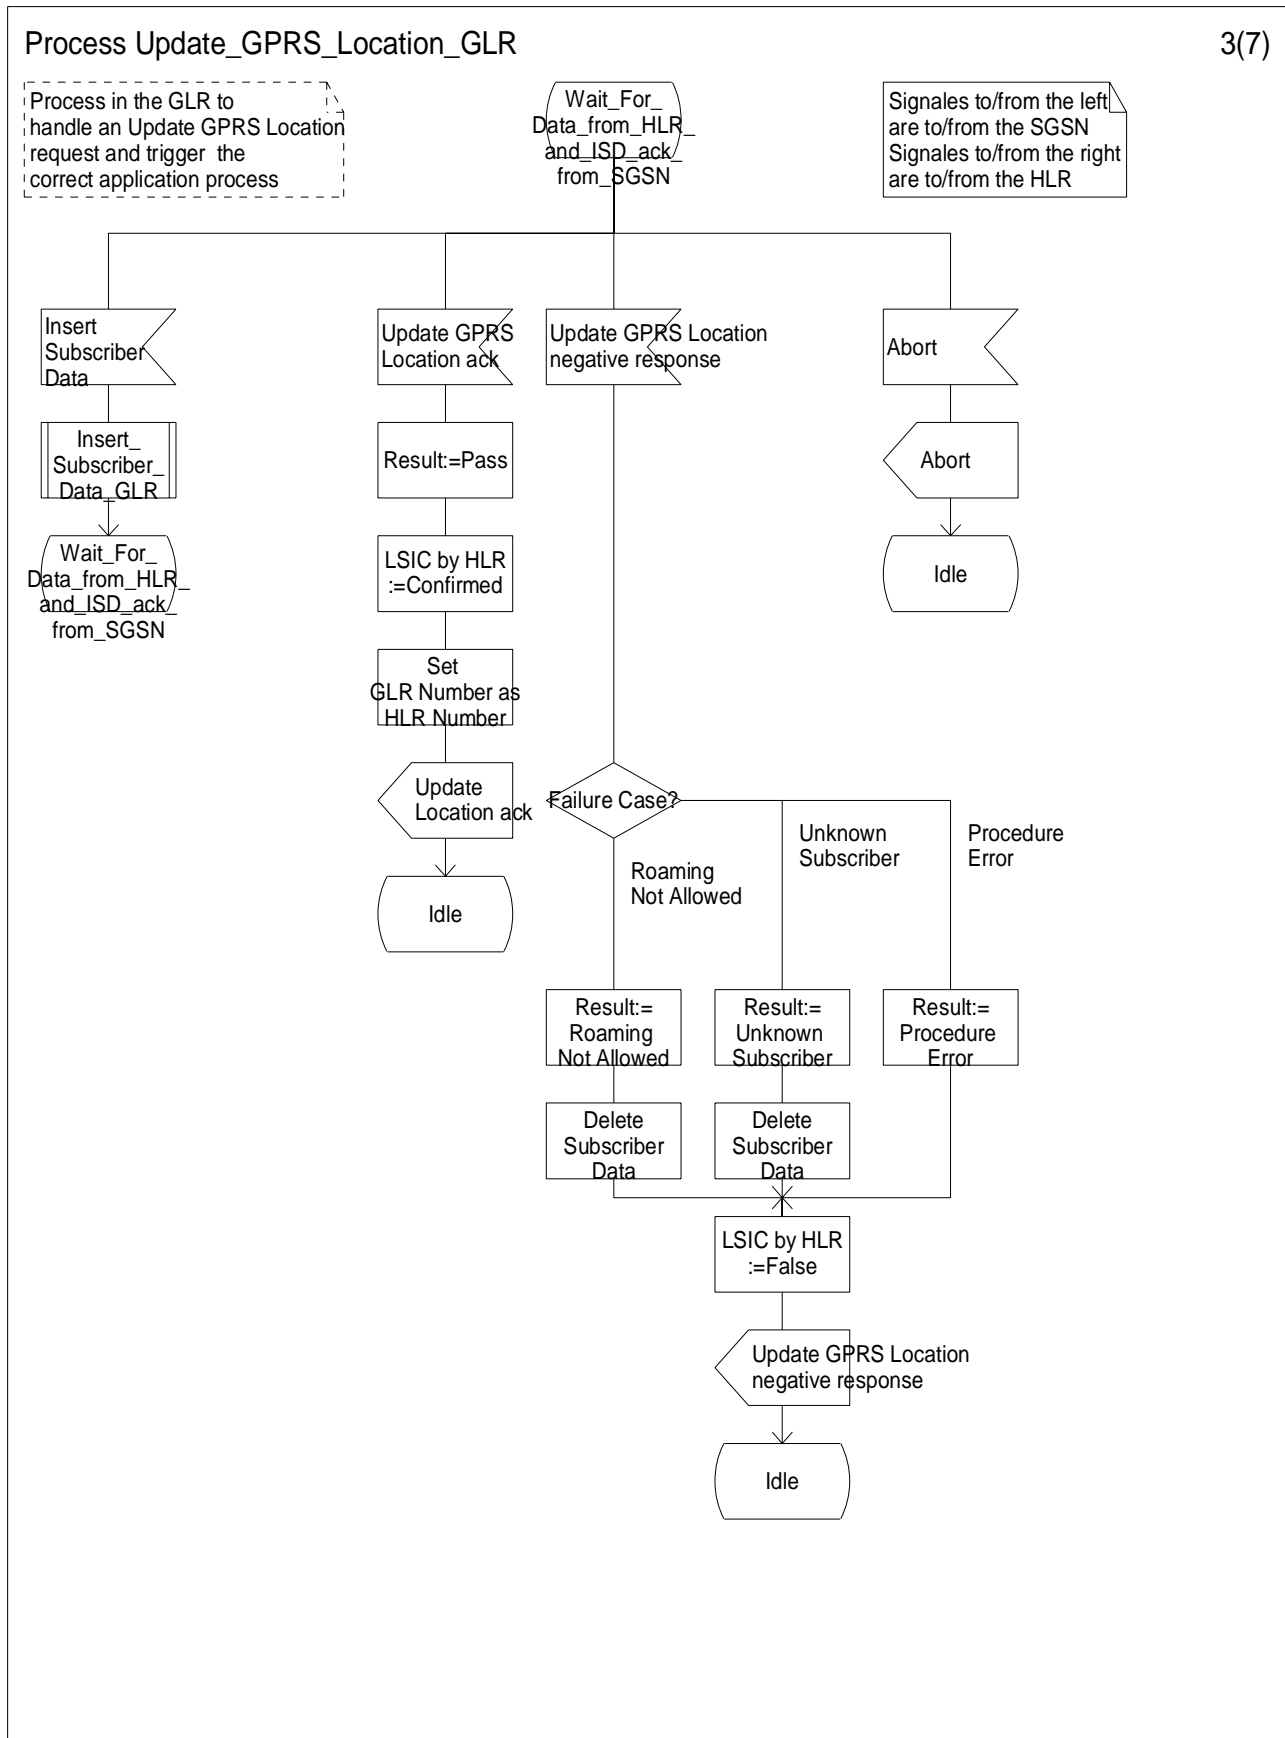 Process Update_GPRS_Location_GLR
3(7)
Process in the GLR to
handle an Update GPRS Location
request and trigger the
correct application process
Wait_For_
Data_from_HLR_
and_ISD_ack_
from_SGSN
Signales to/from the left
are to/from the SGSN
Signales to/from the right
are to/from the HLR
Insert
Subscriber
Data
Update GPRS
Location ack
Update GPRS Location
negative response
Abort
Insert_
Subscriber_
Data_GLR
Result:=Pass
Abort
Wait_For_
Data_from_HLR_
and_ISD_ack_
from_SGSN
LSIC by HLR
:=Confirmed
Idle
Set
GLR Number as
HLR Number
Update
Location ack
Failure Case?
Unknown
Subscriber
Procedure
Error
Roaming
Not Allowed
Idle
Result:=
Roaming
Not Allowed
Result:=
Unknown
Subscriber
Result:=
Procedure
Error
Delete
Subscriber
Data
Delete
Subscriber
Data
LSIC by HLR
:=False
Update GPRS Location
negative response
Idle